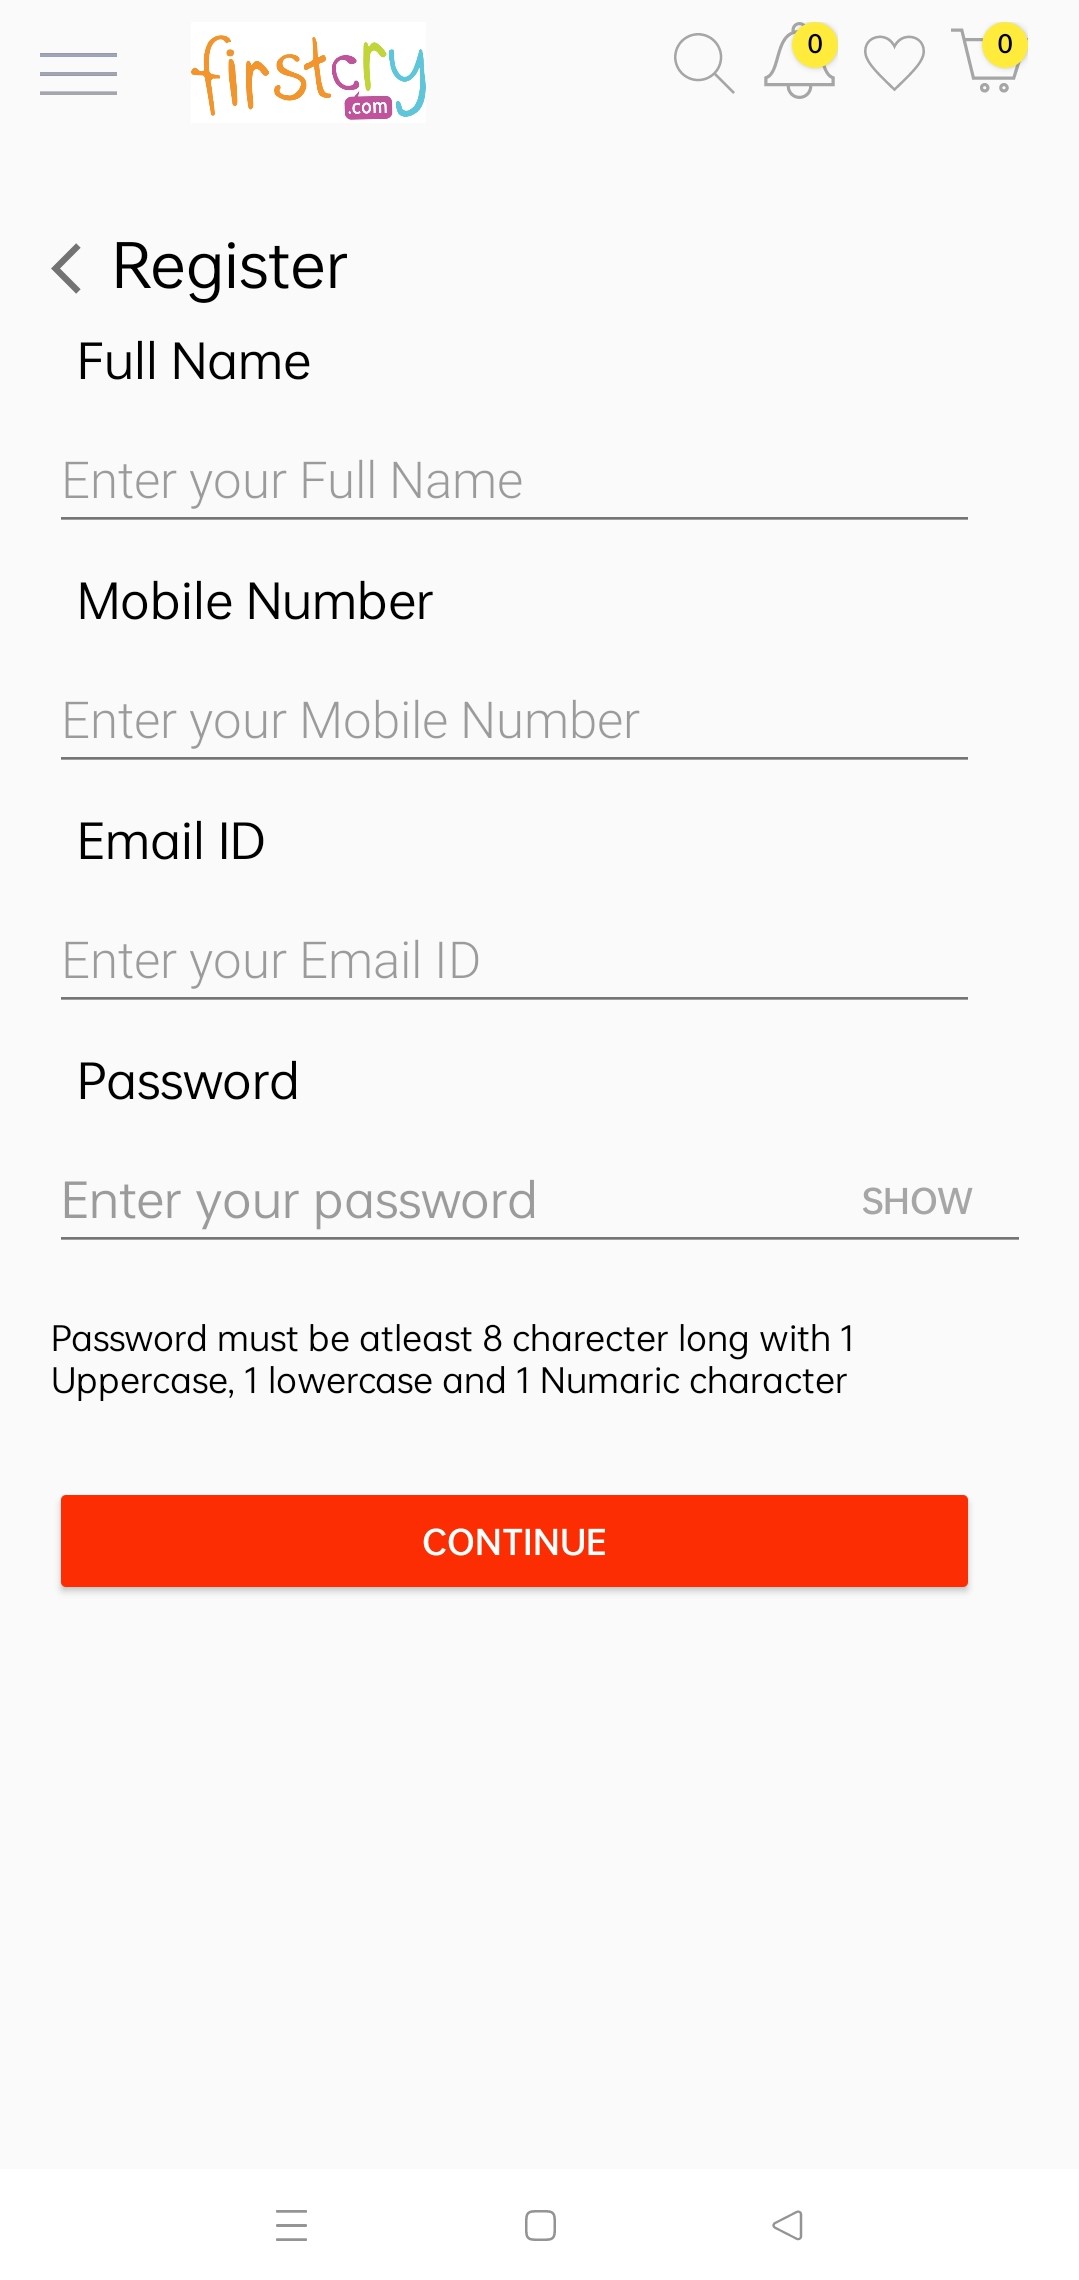 firstcry
.com
0
0
Register
Full Name
Enter your Full Name
Mobile Number
Enter your Mobile Number
Email ID
Enter your Email ID
Password
Enter your password
SHOW
Password must be atleast 8 charecter long with 1
Uppercase, 1 lowercase and 1 Numaric character
CONTINUE